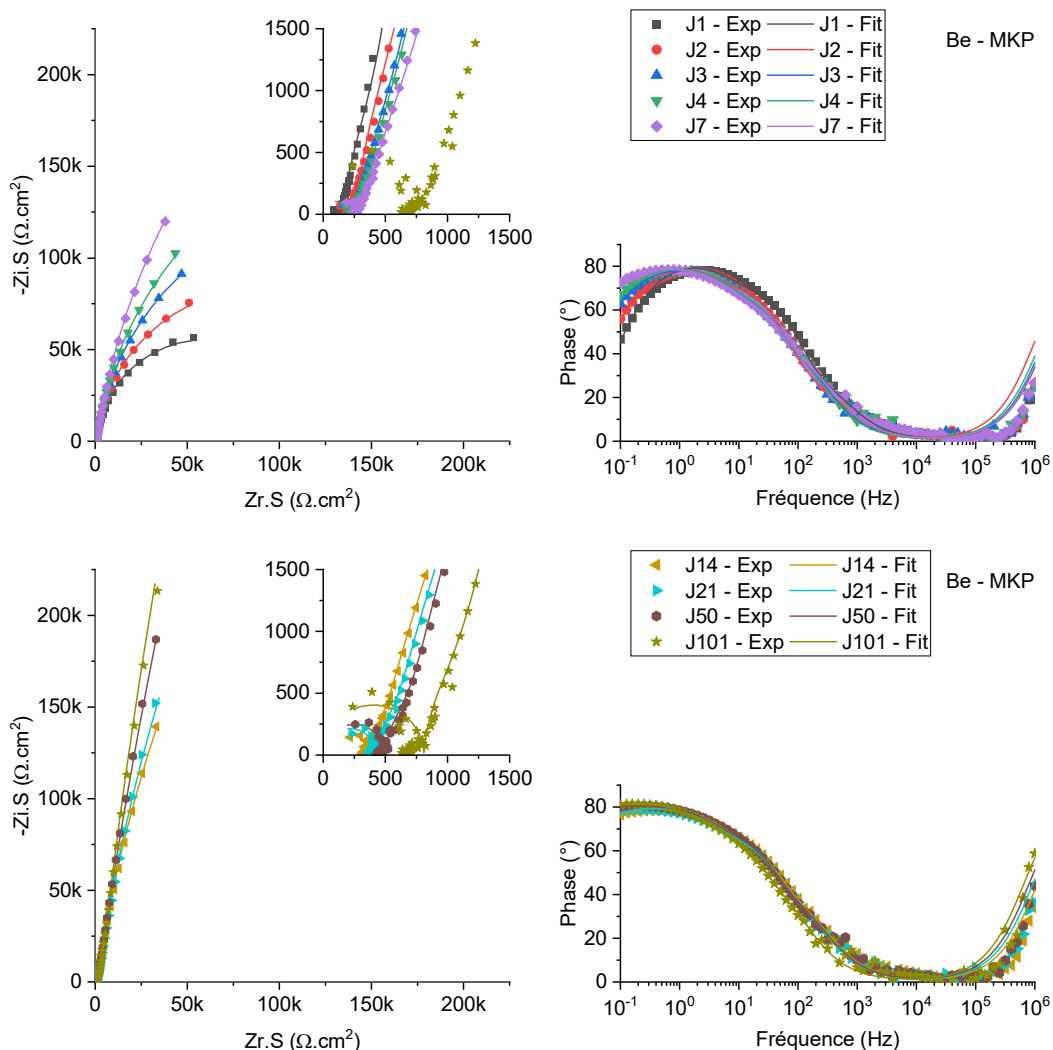 J1 - Exp J1 - Fit
J2 - Exp J2 - Fit
J3 - Exp J3 - Fit
J4 - Exp J4 - Fit
J7 - Exp J7 - Fit
Be - MKP
-Zi.S (Ω.cm²)
225k
200k
150k
100k
50k
0
0 50k 100k 150k 200k
Zr.S (Ω.cm²)
1500
1000
500
0
0 500 1000 1500
Phase (°)
80
60
40
20
0
10⁻¹ 10⁰ 10¹ 10² 10³ 10⁴ 10⁵ 10⁶
Fréquence (Hz)
J14 - Exp J14 - Fit
J21 - Exp J21 - Fit
J50 - Exp J50 - Fit
J101 - Exp J101 - Fit
Be - MKP
-Zi.S (Ω.cm²)
200k
150k
100k
50k
0
0 50k 100k 150k 200k
Zr.S (Ω.cm²)
1500
1000
500
0
0 500 1000 1500
Phase (°)
80
60
40
20
0
10⁻¹ 10⁰ 10¹ 10² 10³ 10⁴ 10⁵ 10⁶
Fréquence (Hz)